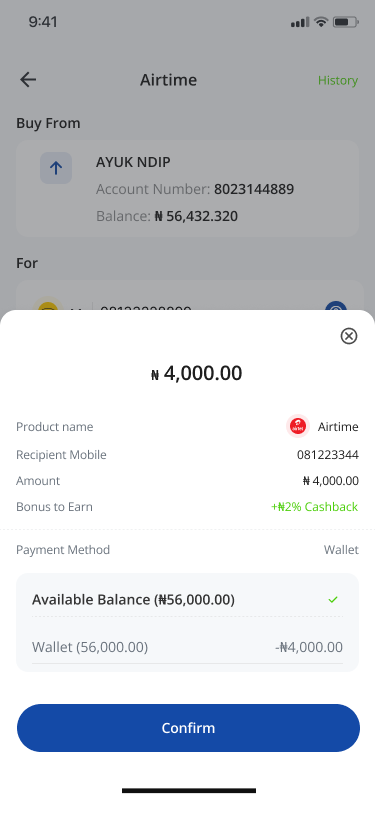 9:41
Airtime
History
Buy From
AYUK NDIP
Account Number: 8023144889
Balance: ₦ 56,432.320
For
₦ 4,000.00
Product name
airtel Airtime
Recipient Mobile
081223344
Amount
₦ 4,000.00
Bonus to Earn
+₦2% Cashback
Payment Method
Wallet
Available Balance (₦56,000.00)
Wallet (56,000.00)
-₦4,000.00
Confirm